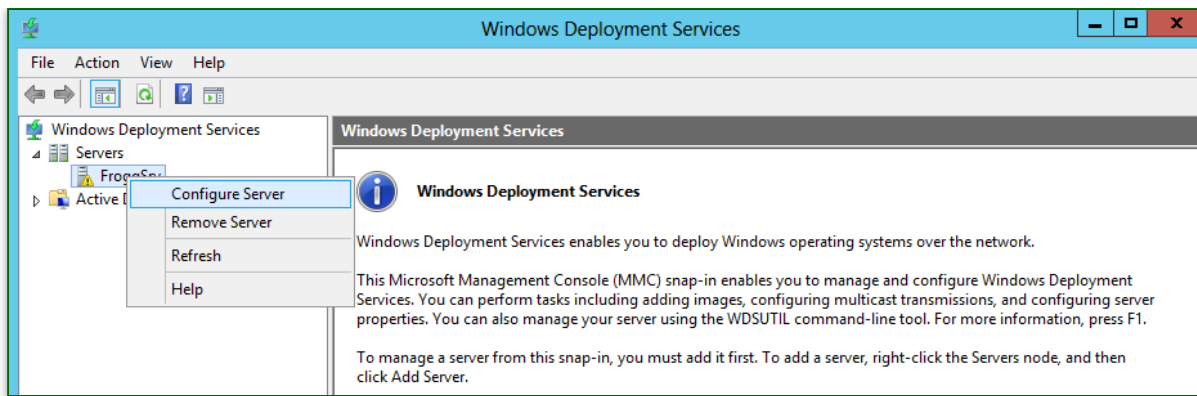 Windows Deployment Services
File Action View Help
Windows Deployment Services
Servers
FroggSrv
Active
Configure Server
Remove Server
Refresh
Help
Windows Deployment Services
Windows Deployment Services
Windows Deployment Services enables you to deploy Windows operating systems over the network.
This Microsoft Management Console (MMC) snap-in enables you to manage and configure Windows Deployment
Services. You can perform tasks including adding images, configuring multicast transmissions, and configuring server
properties. You can also manage your server using the WDSUTIL command-line tool. For more information, press F1.
To manage a server from this snap-in, you must add it first. To add a server, right-click the Servers node, and then
click Add Server.